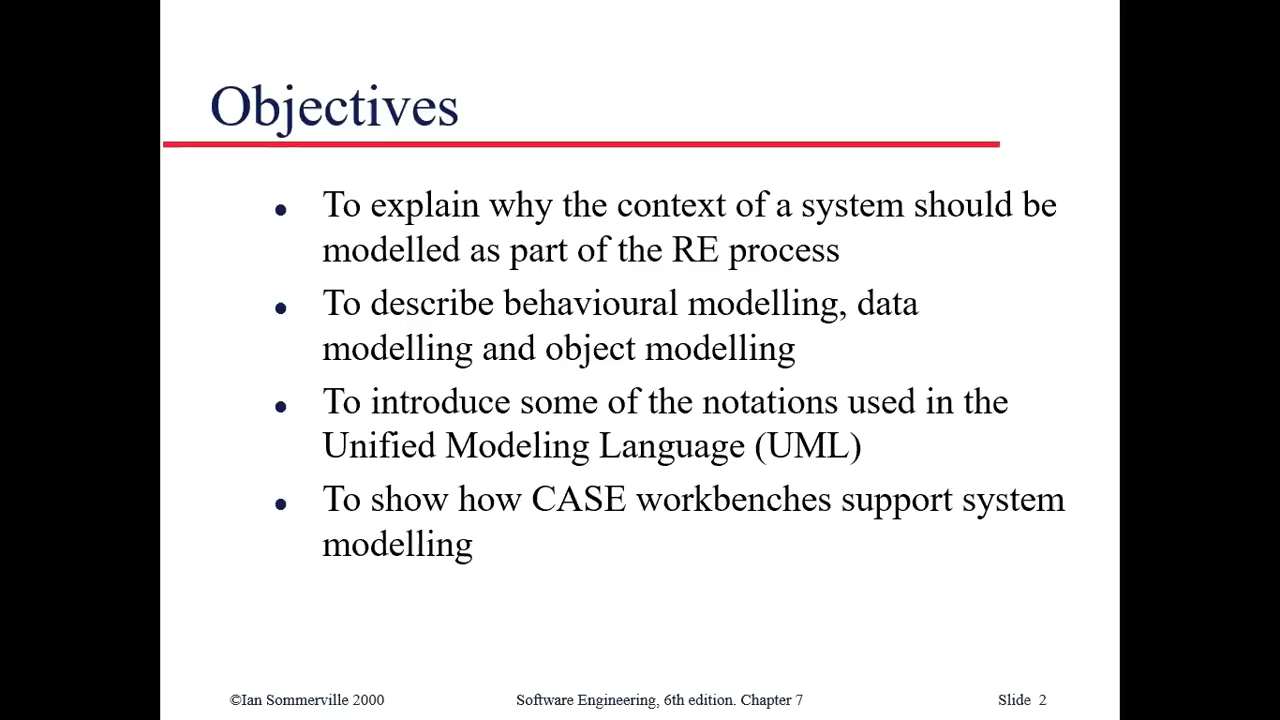 Objectives
● To explain why the context of a system should be
modelled as part of the RE process
● To describe behavioural modelling, data
modelling and object modelling
● To introduce some of the notations used in the
Unified Modeling Language (UML)
● To show how CASE workbenches support system
modelling
©Ian Sommerville 2000 Software Engineering, 6th edition. Chapter 7 Slide 2